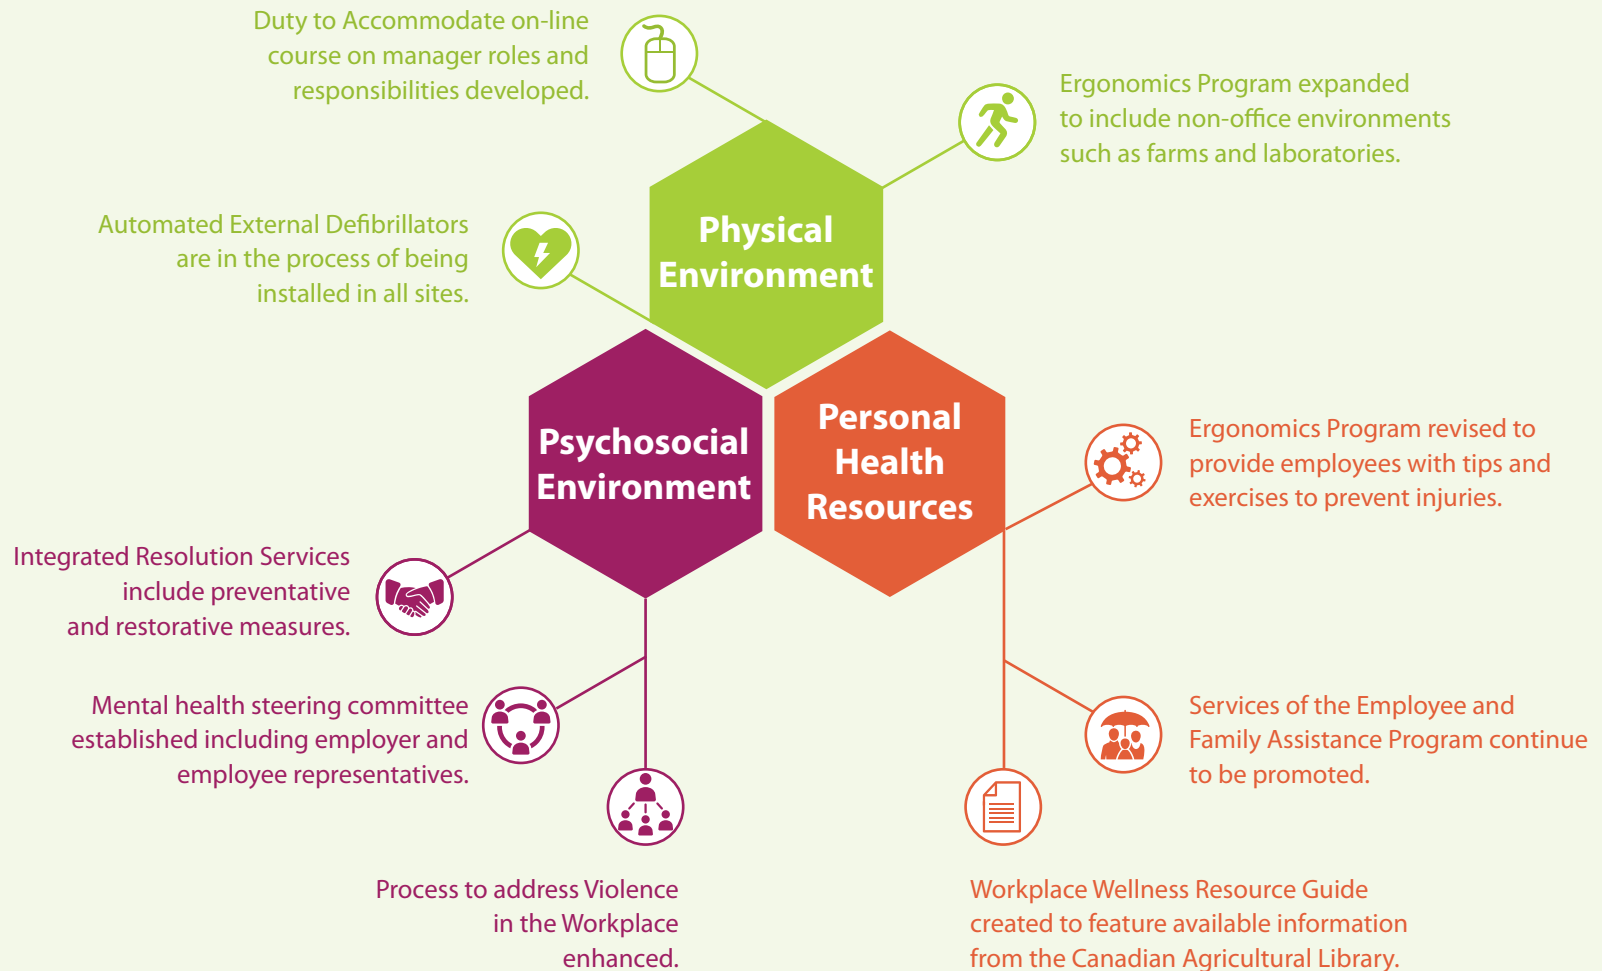 Duty to Accommodate on-line
course on manager roles and
responsibilities developed.
Ergonomics Program expanded
to include non-office environments
such as farms and laboratories.
Automated External Defibrillators
are in the process of being
installed in all sites.
Physical
Environment
Psychosocial
Environment
Personal
Health
Resources
Ergonomics Program revised to
provide employees with tips and
exercises to prevent injuries.
Integrated Resolution Services
include preventative
and restorative measures.
Mental health steering committee
established including employer and
employee representatives.
Services of the Employee and
Family Assistance Program continue
to be promoted.
Process to address Violence
in the Workplace
enhanced.
Workplace Wellness Resource Guide
created to feature available information
from the Canadian Agricultural Library.